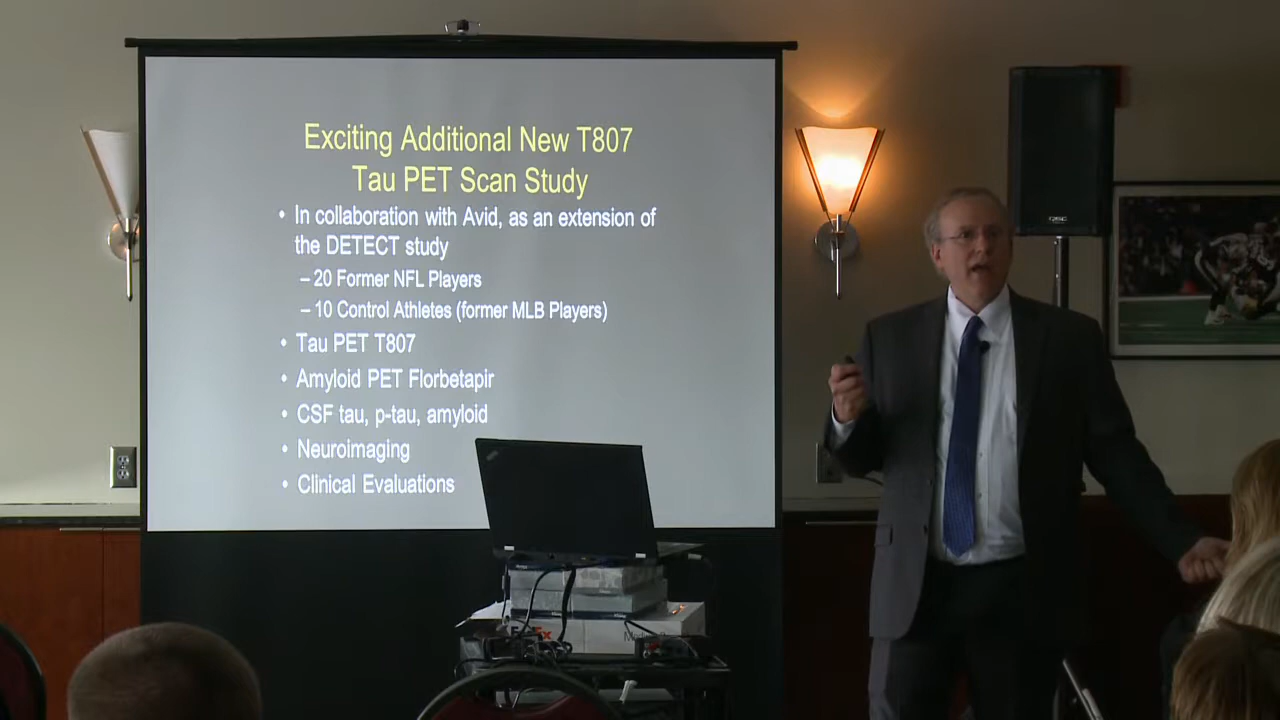 Exciting Additional New T807
Tau PET Scan Study
• In collaboration with Avid, as an extension of
the DETECT study
– 20 Former NFL Players
– 10 Control Athletes (former MLB Players)
• Tau PET T807
• Amyloid PET Florbetapir
• CSF tau, p-tau, amyloid
• Neuroimaging
• Clinical Evaluations
QSC
FedEx